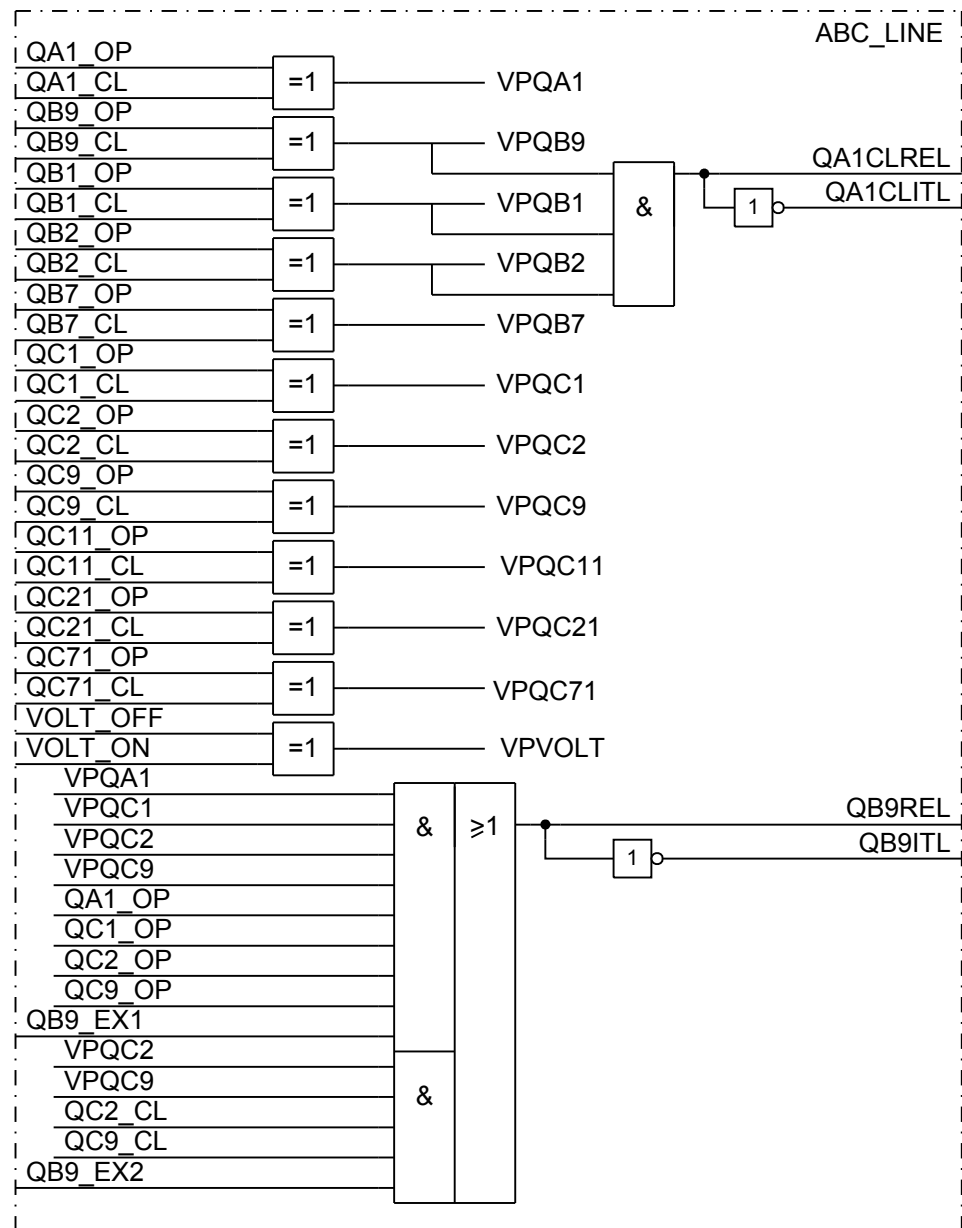 ABC_LINE
QA1_OP
QA1_CL
=1
VPQA1
QB9_OP
QB9_CL
=1
VPQB9
QA1CLREL
QB1_OP
QB1_CL
=1
VPQB1
&
1
QA1CLITL
QB2_OP
QB2_CL
=1
VPQB2
QB7_OP
QB7_CL
=1
VPQB7
QC1_OP
QC1_CL
=1
VPQC1
QC2_OP
QC2_CL
=1
VPQC2
QC9_OP
QC9_CL
=1
VPQC9
QC11_OP
QC11_CL
=1
VPQC11
QC21_OP
QC21_CL
=1
VPQC21
QC71_OP
QC71_CL
=1
VPQC71
VOLT_OFF
VOLT_ON
=1
VPVOLT
VPQA1
VPQC1
&
≥1
QB9REL
VPQC2
1
QB9ITL
VPQC9
QA1_OP
QC1_OP
QC2_OP
QC9_OP
QB9_EX1
VPQC2
VPQC9
&
QC2_CL
QC9_CL
QB9_EX2